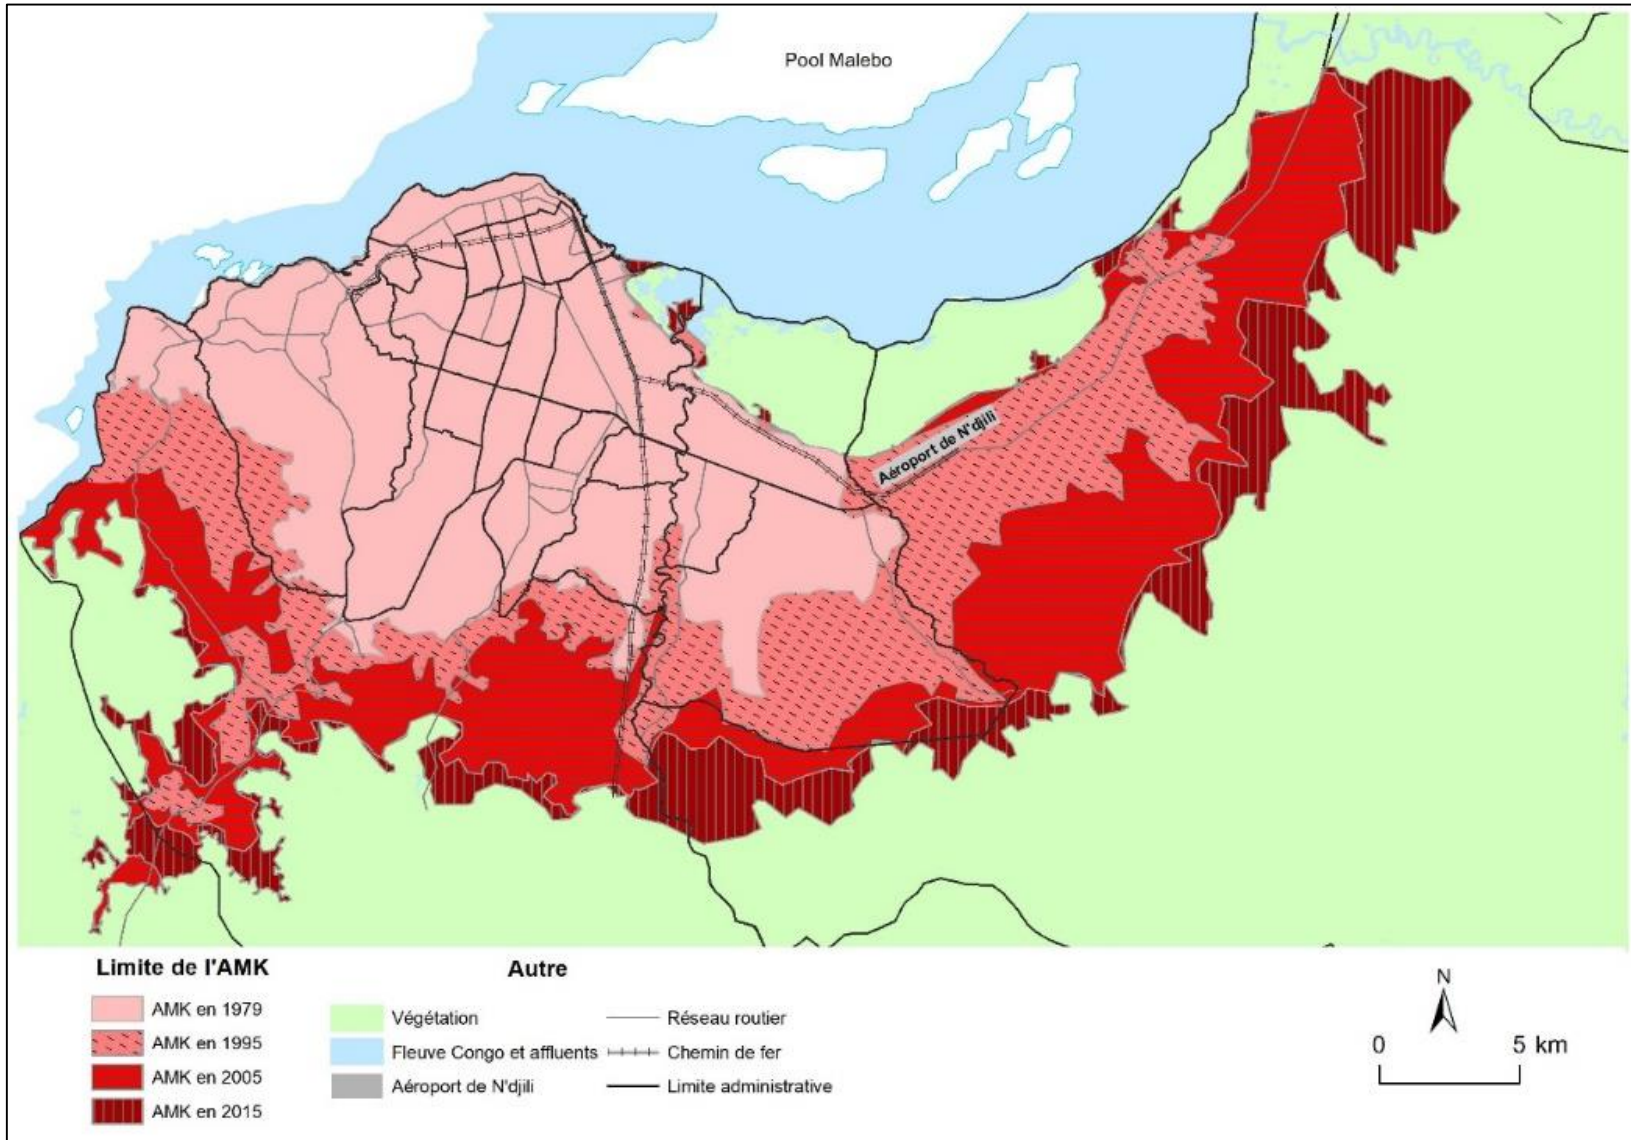 Pool Malebo
Aéroport de N'djili
Limite de l'AMK
AMK en 1979
AMK en 1995
AMK en 2005
AMK en 2015
Autre
Végétation
Fleuve Congo et affluents
Aéroport de N'djili
Réseau routier
Chemin de fer
Limite administrative
N
0 5 km